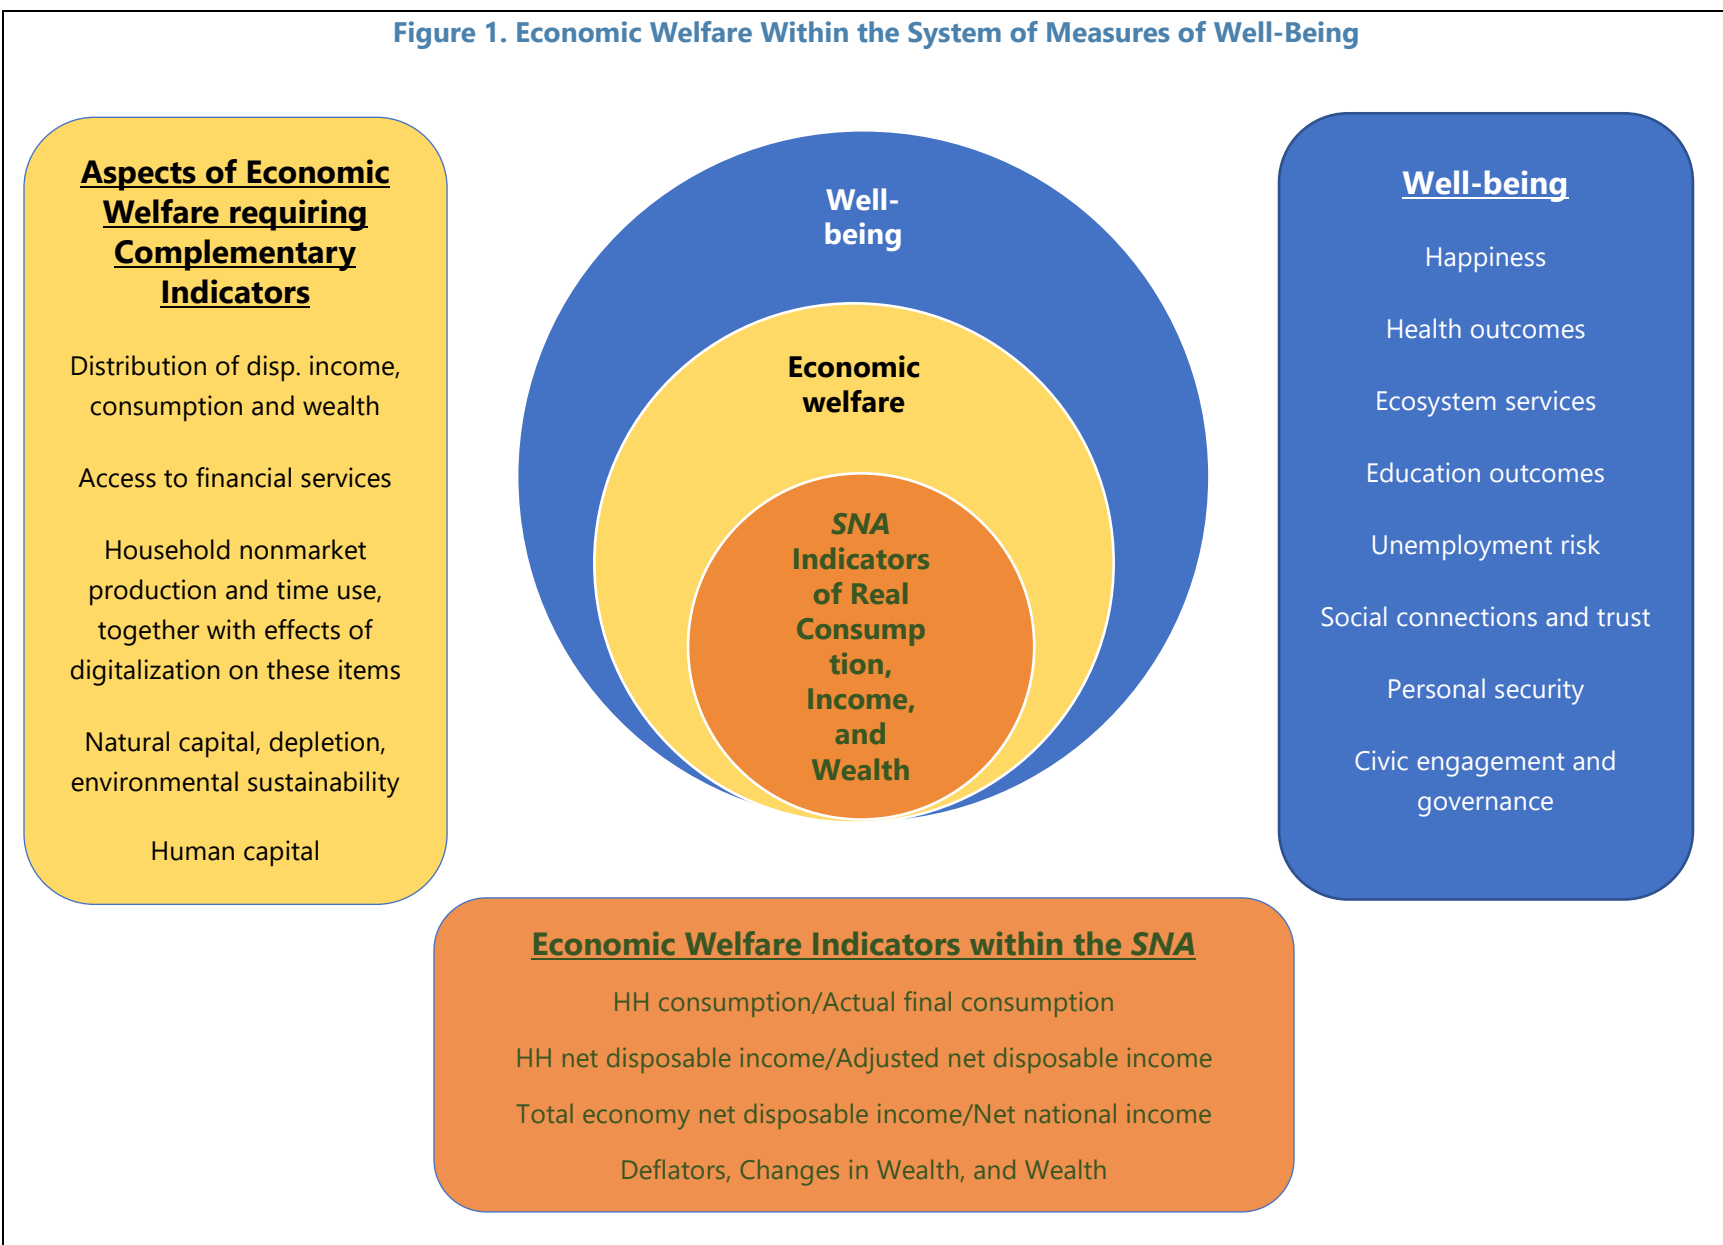 Figure 1. Economic Welfare Within the System of Measures of Well-Being
Aspects of Economic
Welfare requiring
Complementary
Indicators
Distribution of disp. income,
consumption and wealth
Access to financial services
Household nonmarket
production and time use,
together with effects of
digitalization on these items
Natural capital, depletion,
environmental sustainability
Human capital
Well-
being
Economic
welfare
SNA
Indicators
of Real
Consump
tion,
Income,
and
Wealth
Well-being
Happiness
Health outcomes
Ecosystem services
Education outcomes
Unemployment risk
Social connections and trust
Personal security
Civic engagement and
governance
Economic Welfare Indicators within the SNA
HH consumption/Actual final consumption
HH net disposable income/Adjusted net disposable income
Total economy net disposable income/Net national income
Deflators, Changes in Wealth, and Wealth